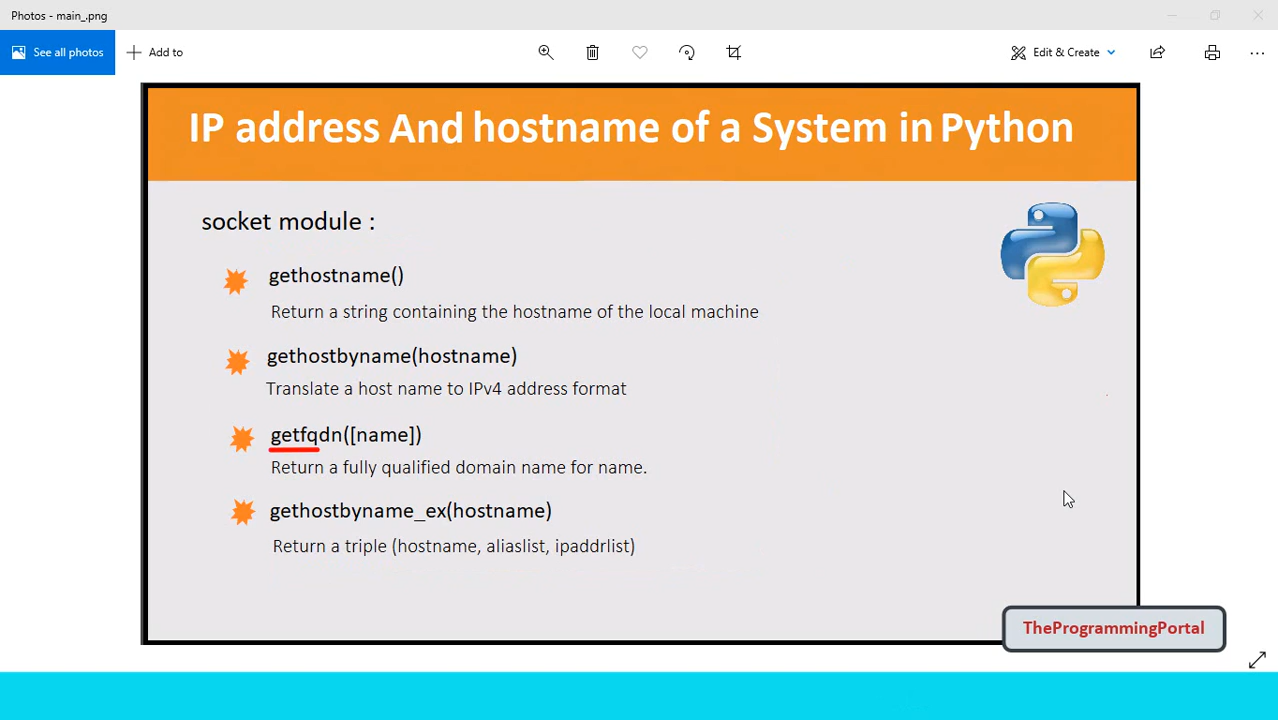 Photos - main_.png
See all photos
Add to
Edit & Create
IP address And hostname of a System in Python
socket module :
gethostname()
Return a string containing the hostname of the local machine
gethostbyname(hostname)
Translate a host name to IPv4 address format
getfqdn([name])
Return a fully qualified domain name for name.
gethostbyname_ex(hostname)
Return a triple (hostname, aliaslist, ipaddrlist)
TheProgrammingPortal